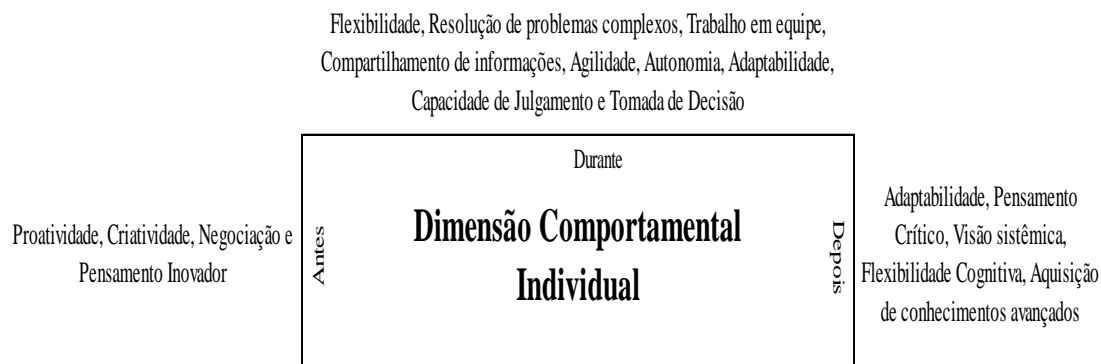 Flexibilidade, Resolução de problemas complexos, Trabalho em equipe,
Compartilhamento de informações, Agilidade, Autonomia, Adaptabilidade,
Capacidade de Julgamento e Tomada de Decisão
Durante
Proatividade, Criatividade, Negociação e
Pensamento Inovador
Antes
Dimensão Comportamental
Individual
Depois
Adaptabilidade, Pensamento
Crítico, Visão sistêmica,
Flexibilidade Cognitiva, Aquisição
de conhecimentos avançados